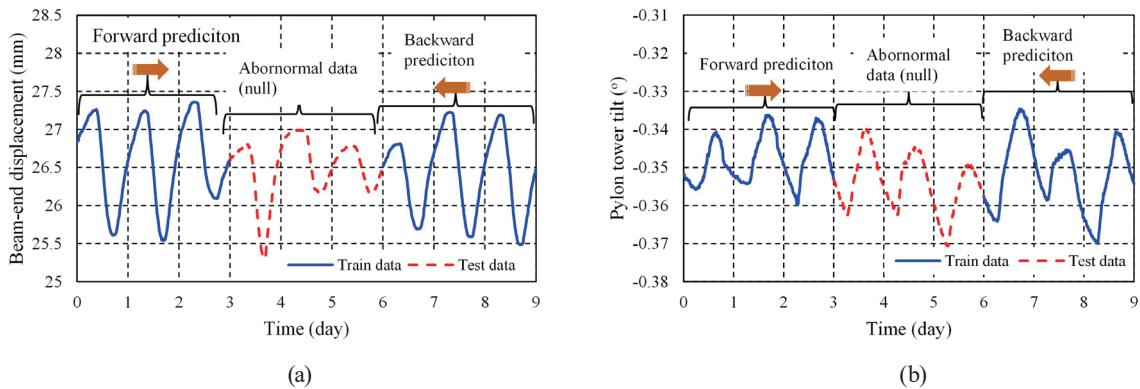 28.5
28
27.5
27
26.5
26
25.5
25
Beam-end displacement (mm)
Forward prediciton
Abornormal data
(null)
Backward
prediciton
Train data
Test data
0 1 2 3 4 5 6 7 8 9
Time (day)
(a)
-0.31
-0.32
-0.33
-0.34
-0.35
-0.36
-0.37
-0.38
Pylon tower tilt (°)
Forward prediciton
Abornormal
data (null)
Backward
prediciton
Train data
Test data
0 1 2 3 4 5 6 7 8 9
Time (day)
(b)